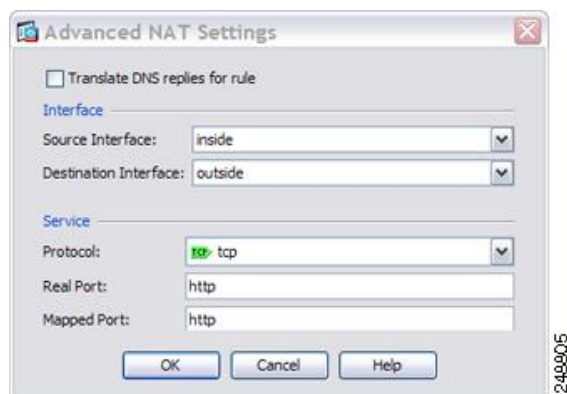 Advanced NAT Settings
Translate DNS replies for rule
Interface
Source Interface: inside
Destination Interface: outside
Service
Protocol: TCP tcp
Real Port: http
Mapped Port: http
OK Cancel Help
248805